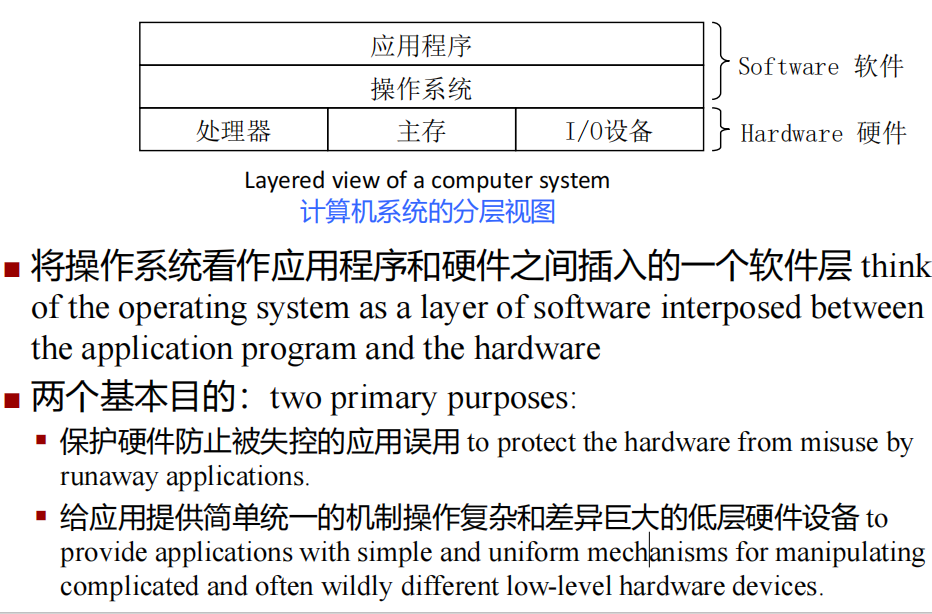 应用程序
操作系统
处理器 主存 I/O设备
Software 软件
Hardware 硬件
Layered view of a computer system
计算机系统的分层视图
■ 将操作系统看作应用程序和硬件之间插入的一个软件层 think
of the operating system as a layer of software interposed between
the application program and the hardware
■ 两个基本目的：two primary purposes:
▪ 保护硬件防止被失控的应用误用 to protect the hardware from misuse by
runaway applications.
▪ 给应用提供简单统一的机制操作复杂和差异巨大的低层硬件设备 to
provide applications with simple and uniform mechanisms for manipulating
complicated and often wildly different low-level hardware devices.